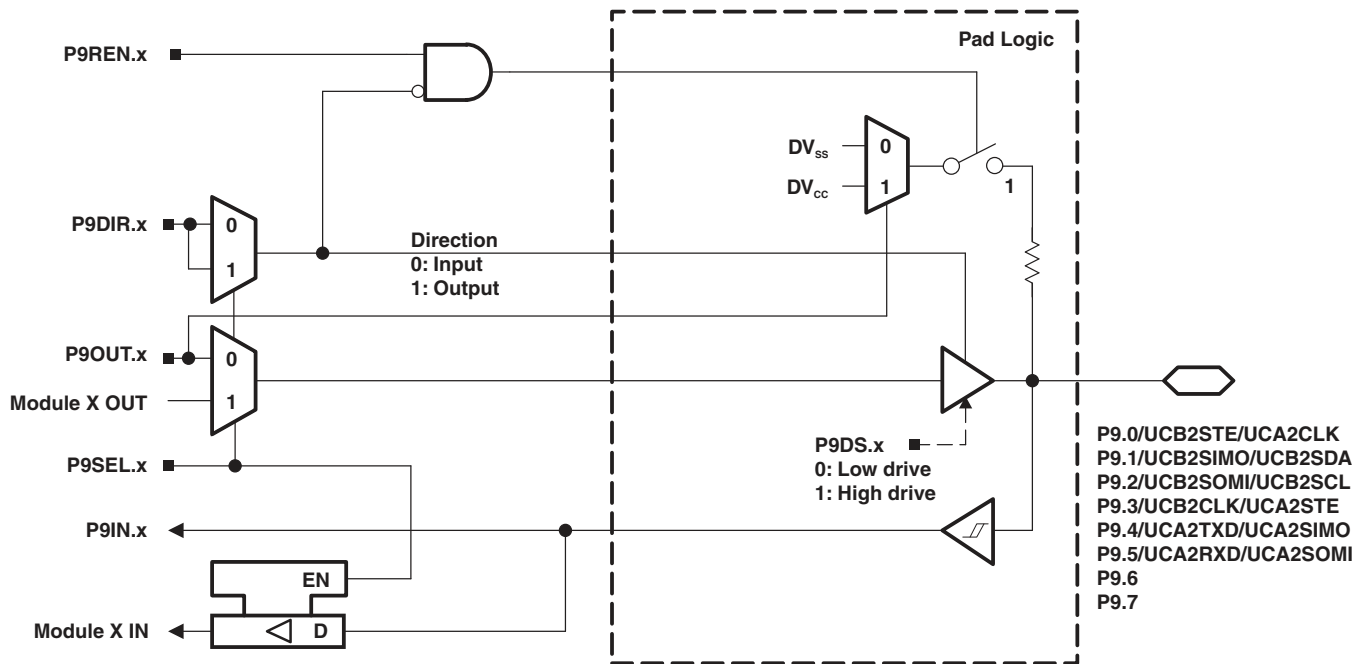 Pad Logic
P9REN.x
DVSS
0
DVCC
1
1
P9DIR.x
0
1
Direction
0: Input
1: Output
P9OUT.x
0
Module X OUT
1
P9DS.x
0: Low drive
1: High drive
P9SEL.x
P9IN.x
EN
Module X IN
D
P9.0/UCB2STE/UCA2CLK
P9.1/UCB2SIMO/UCB2SDA
P9.2/UCB2SOMI/UCB2SCL
P9.3/UCB2CLK/UCA2STE
P9.4/UCA2TXD/UCA2SIMO
P9.5/UCA2RXD/UCA2SOMI
P9.6
P9.7